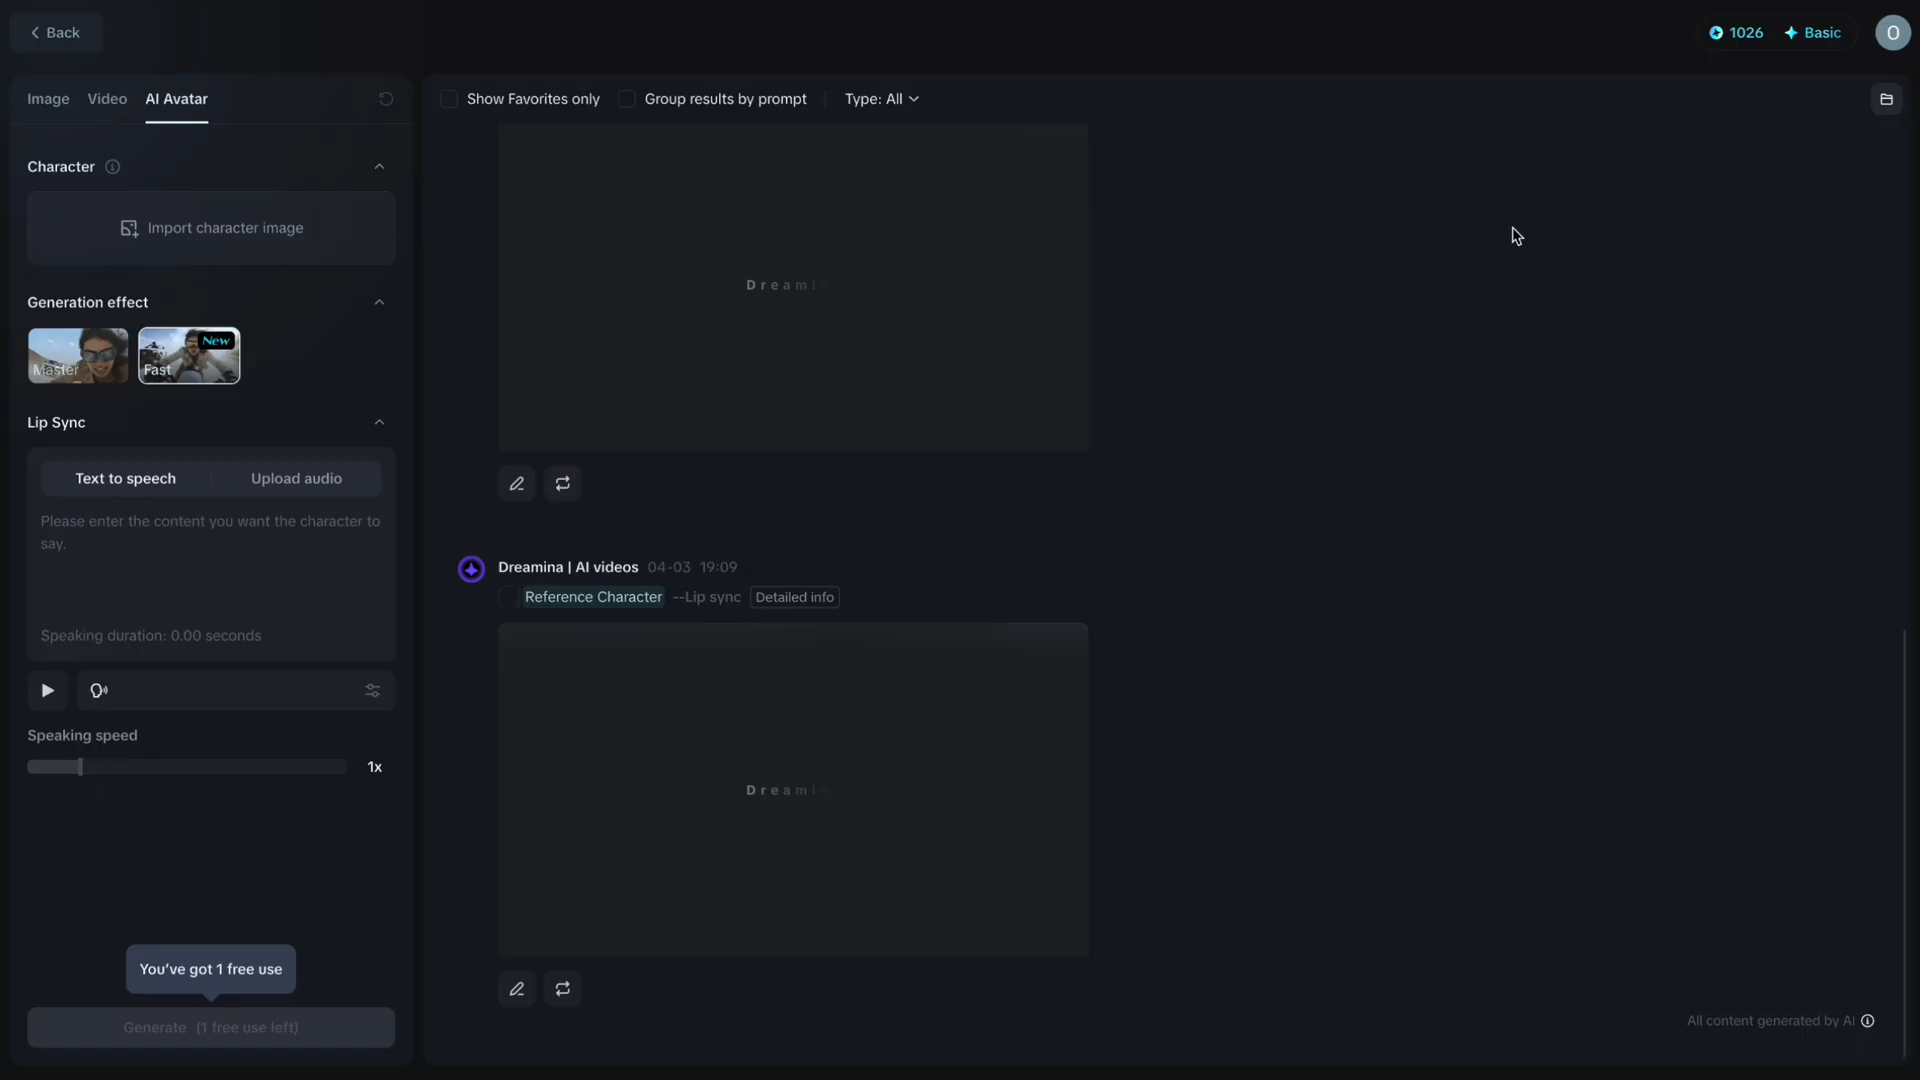 Back
1026
Basic
O
Image
Video
AI Avatar
Show Favorites only
Group results by prompt
Type: All
Character
Import character image
Dreami
Generation effect
Master
Fast
New
Lip Sync
Text to speech
Upload audio
Please enter the content you want the character to
say.
Speaking duration: 0.00 seconds
Speaking speed
1x
You've got 1 free use
Generate (1 free use left)
Dreamina | AI videos 04-03 19:09
Reference Character --Lip sync Detailed info
Dreami
All content generated by AI